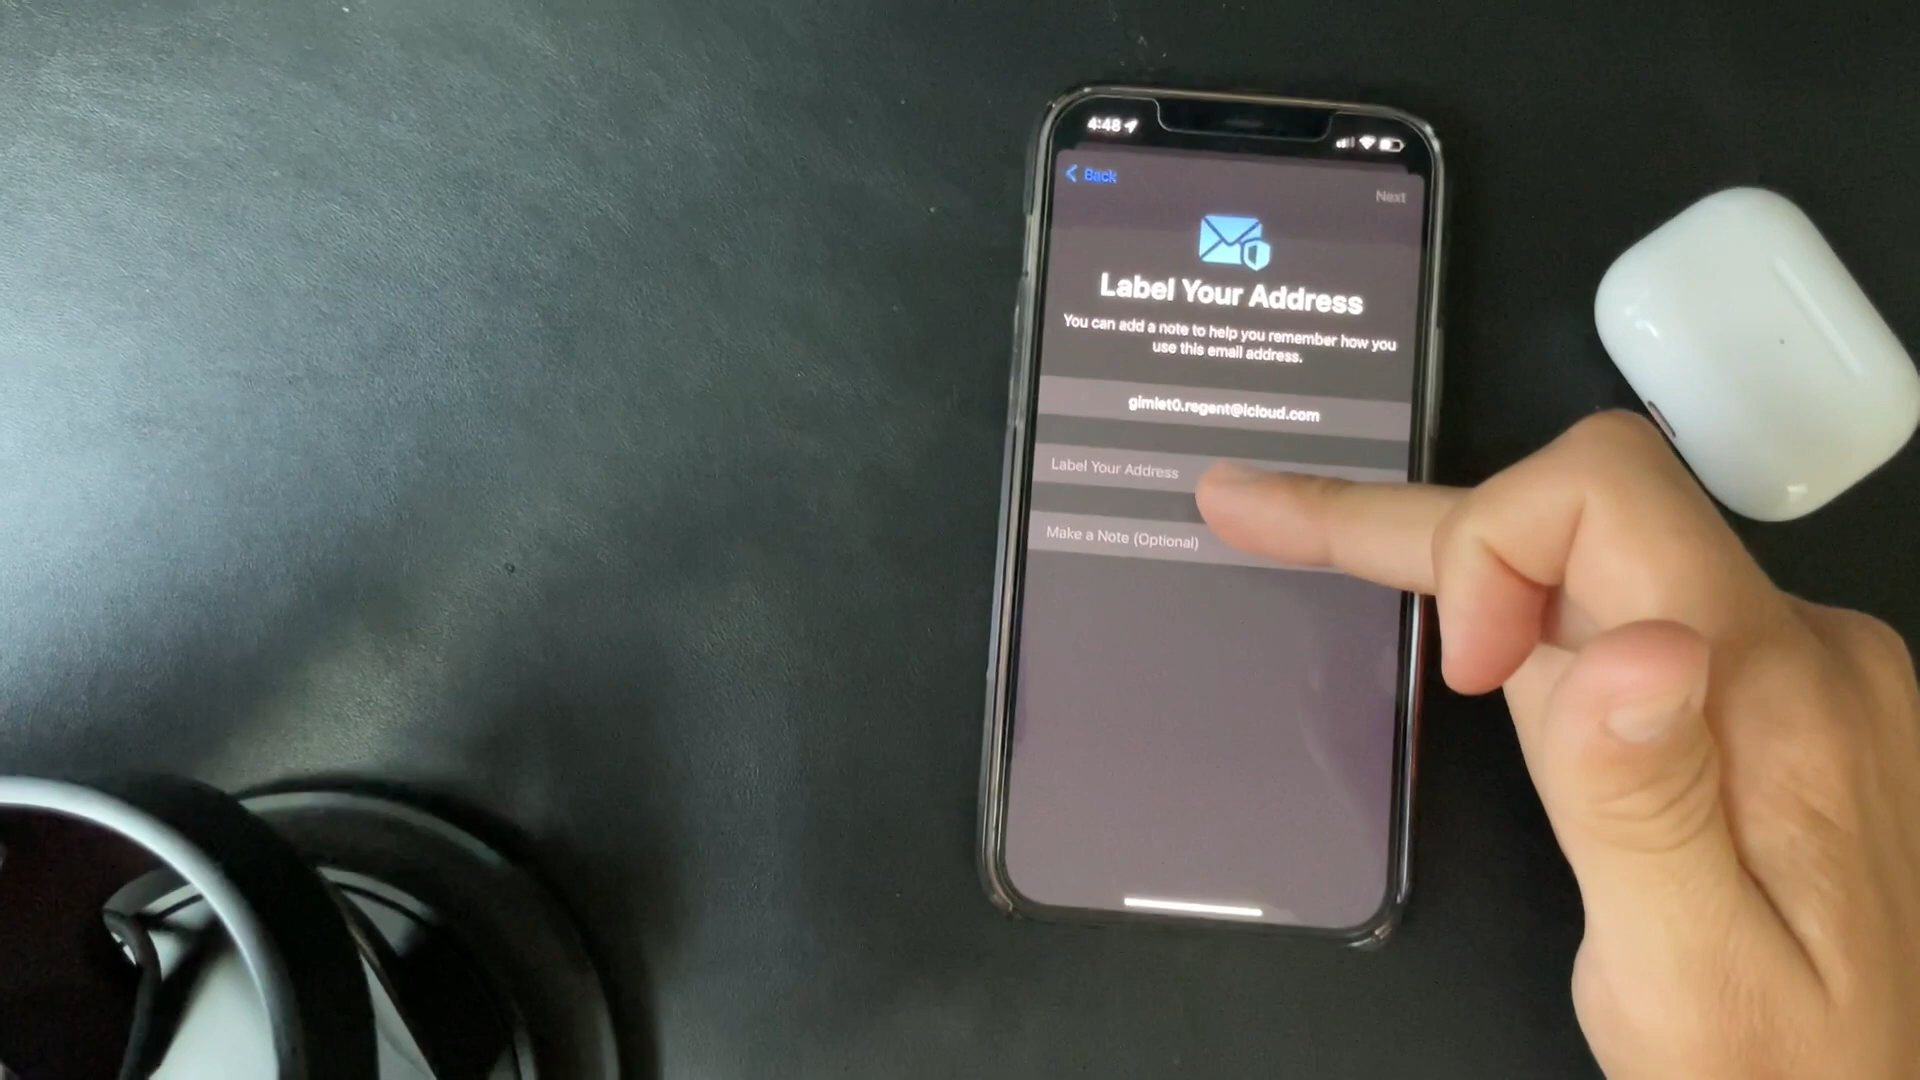 4:48
Back
Next
Label Your Address
You can add a note to help you remember how you
use this email address.
gimlet0.regent@icloud.com
Label Your Address
Make a Note (Optional)